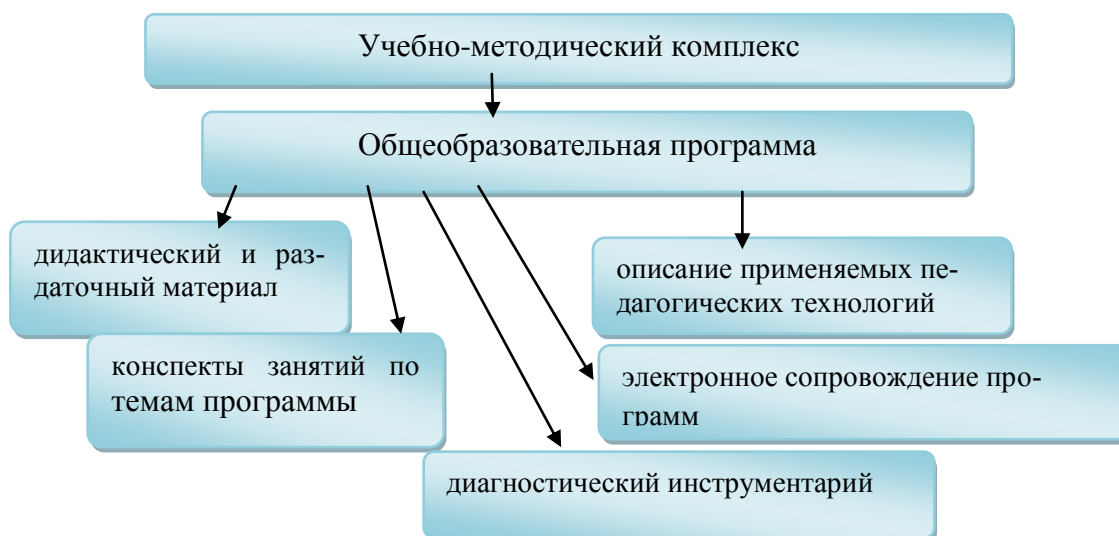 Учебно-методический комплекс
Общеобразовательная программа
дидактический и раз-
даточный материал
описание применяемых пе-
дагогических технологий
конспекты занятий по
темам программы
электронное сопровождение про-
грамм
диагностический инструментарий